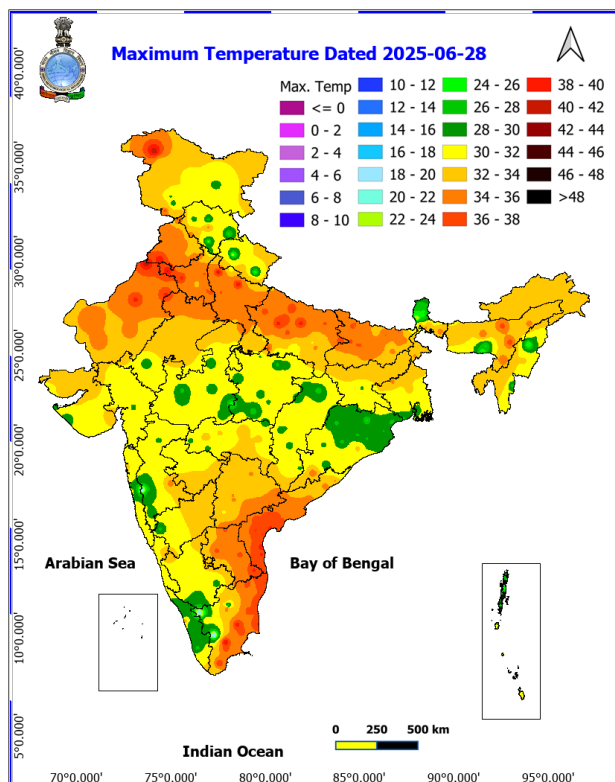 Maximum Temperature Dated 2025-06-28
Max. Temp
<= 0
0 - 2
2 - 4
4 - 6
6 - 8
8 - 10
10 - 12
12 - 14
14 - 16
16 - 18
18 - 20
20 - 22
22 - 24
24 - 26
26 - 28
28 - 30
30 - 32
32 - 34
34 - 36
36 - 38
38 - 40
40 - 42
42 - 44
44 - 46
46 - 48
>48
40°0.000'
35°0.000'
30°0.000'
25°0.000'
20°0.000'
15°0.000'
10°0.000'
5°0.000'
Arabian Sea
Bay of Bengal
Indian Ocean
0 250 500 km
70°0.000' 75°0.000' 80°0.000' 85°0.000' 90°0.000' 95°0.000'